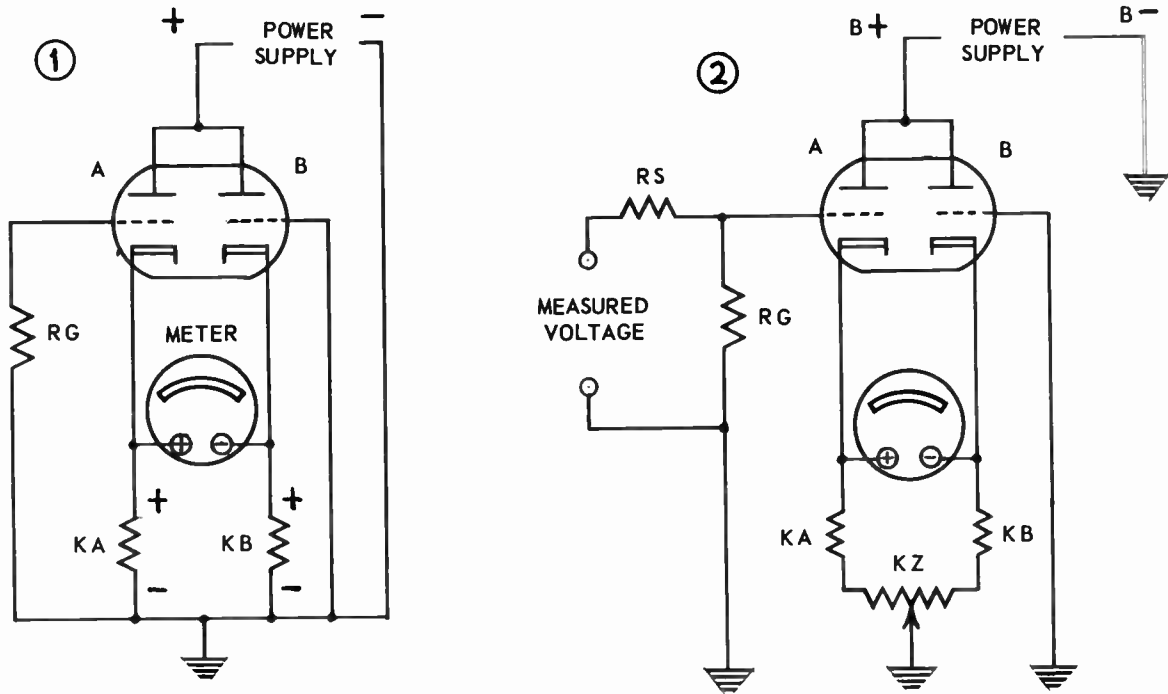 ①
+
POWER
SUPPLY
−
A
B
RG
METER
+
−
+
+
KA
KB
−
−
②
B+
POWER
SUPPLY
B−
A
B
RS
MEASURED
VOLTAGE
RG
+
−
KA
KB
KZ